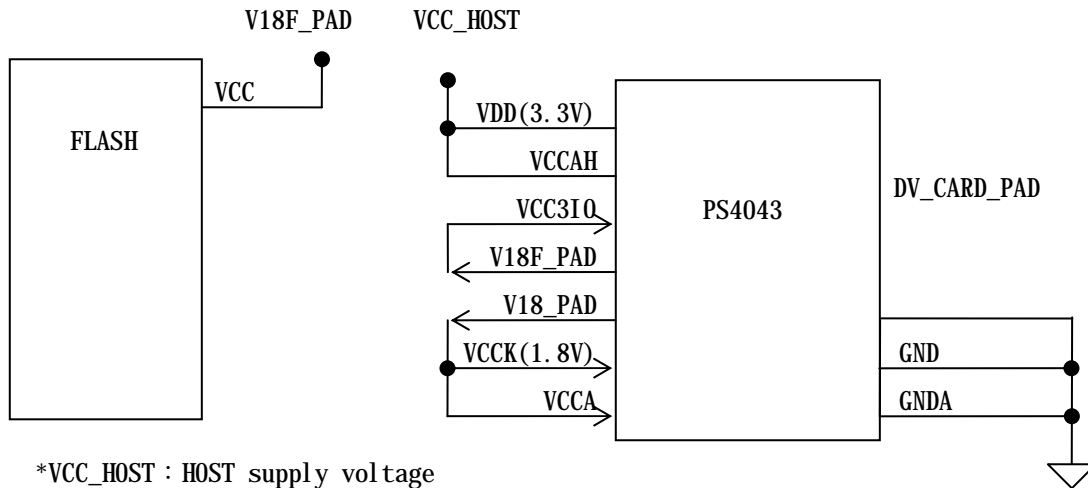 V18F_PAD
VCC_HOST
VCC
VDD(3.3V)
FLASH
VCCAH
DV_CARD_PAD
VCC3IO
PS4043
V18F_PAD
V18_PAD
VCCK(1.8V)
GND
VCCA
GNDA
*VCC_HOST：HOST supply voltage